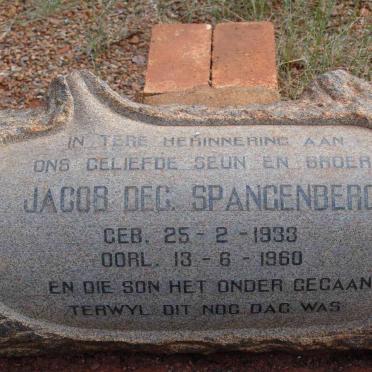 IN TERE HERINNERING AAN
ONS GELIEFDE SEUN EN BROER
JACOB DEG. SPANGENBERG
GEB. 25 - 2 - 1933
OORL. 13 - 6 - 1960
EN DIE SON HET ONDER GEGAAN
TERWYL DIT NOG DAG WAS